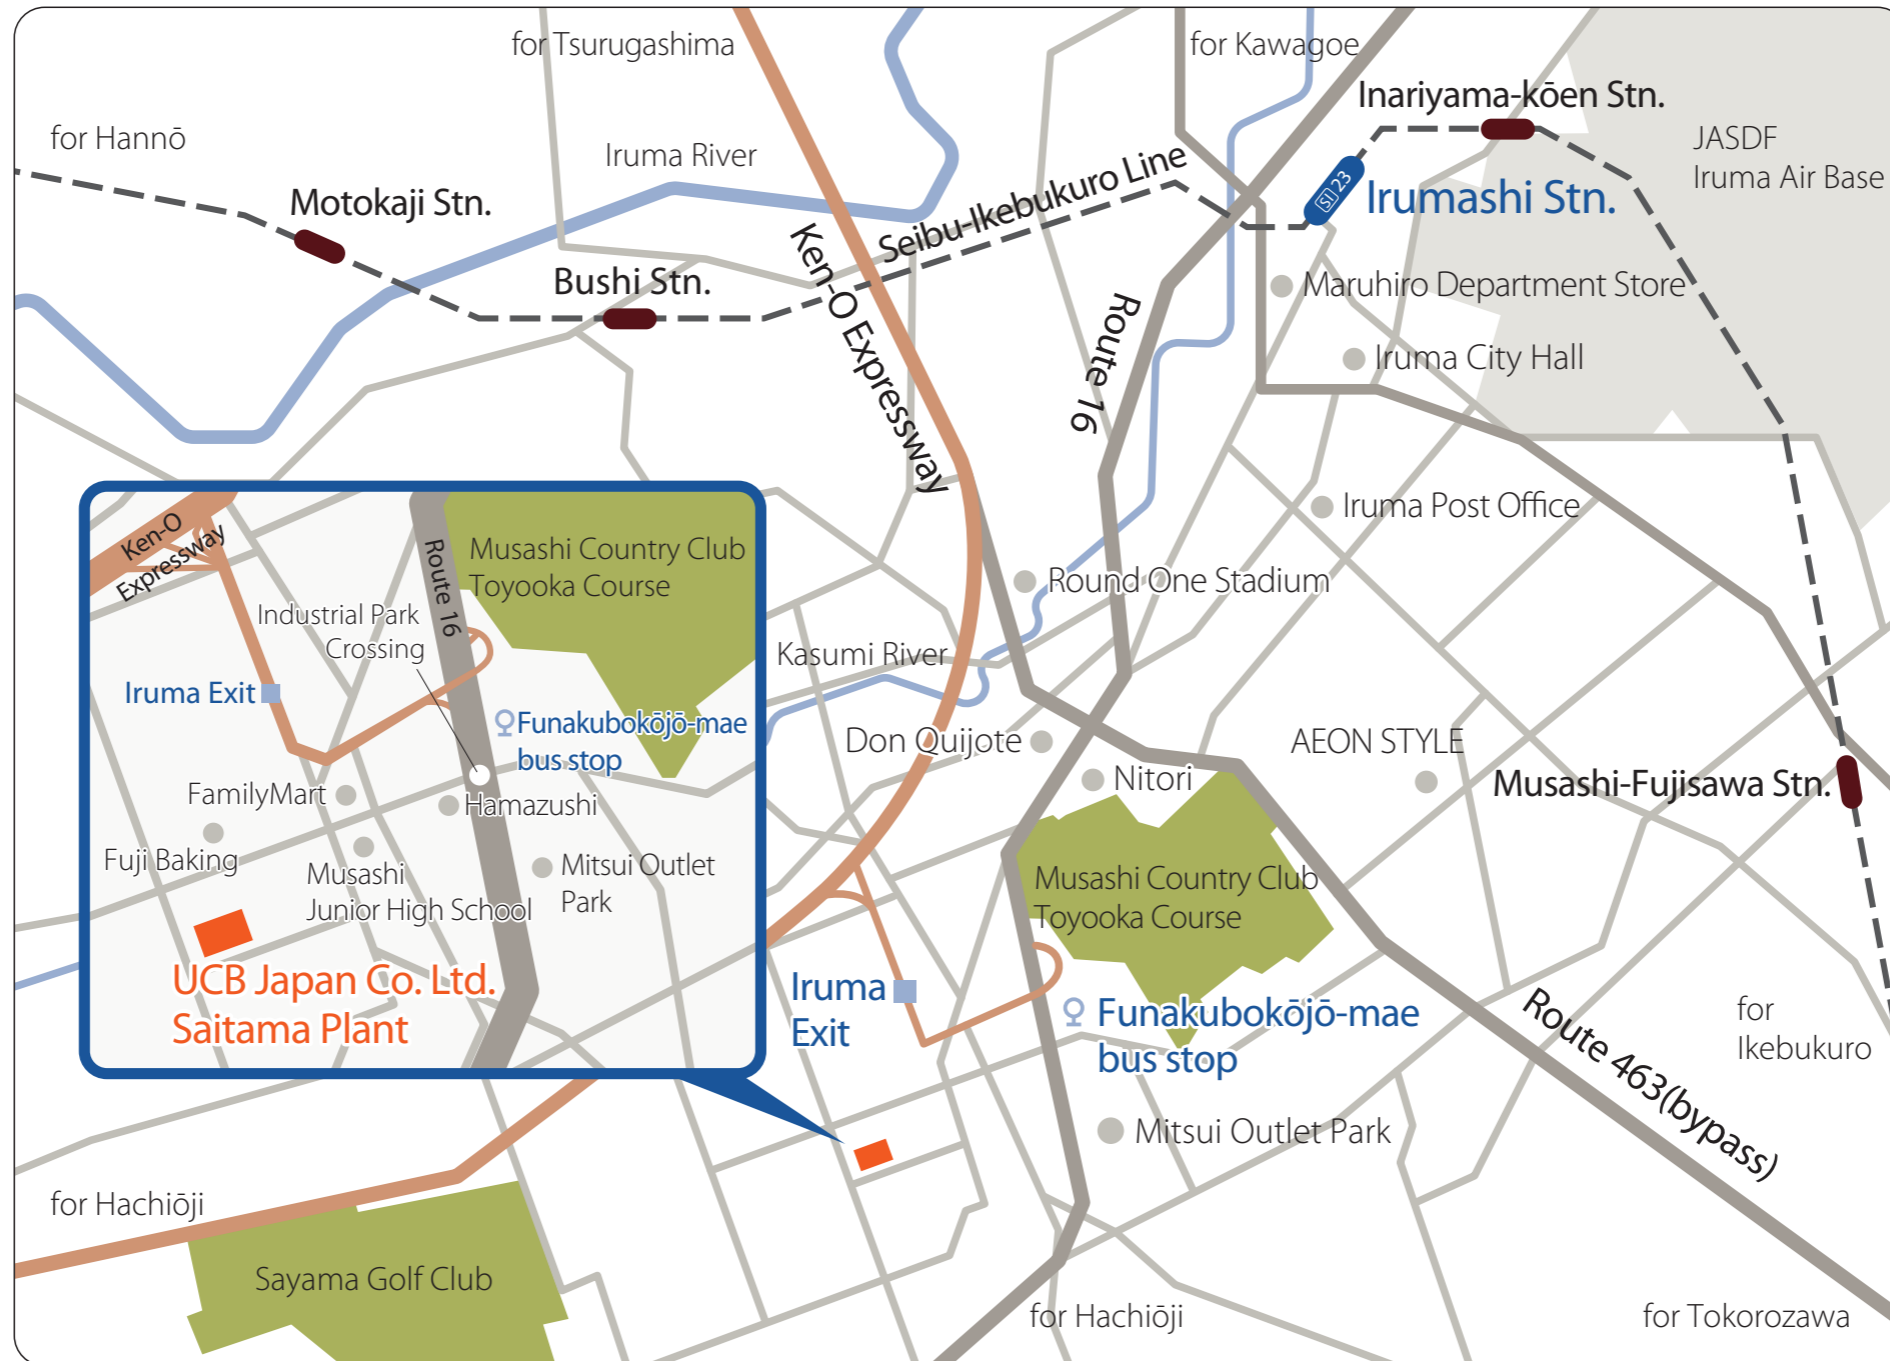 for Tsurugashima
for Kawagoe
Inariyama-kōen Stn.
for Hannō
Iruma River
JASDF
Iruma Air Base
Motokaji Stn.
Seibu-Ikebukuro Line
SI 23
Irumashi Stn.
Bushi Stn.
Ken-O Expressway
Maruhiro Department Store
Route 16
Iruma City Hall
Iruma Post Office
Round One Stadium
Kasumi River
Don Quijote
Nitori
AEON STYLE
Musashi-Fujisawa Stn.
Musashi Country Club
Toyooka Course
Iruma
Exit
Funakubokōjō-mae
bus stop
Mitsui Outlet Park
Route 463(bypass)
for
Ikebukuro
for Hachiōji
Sayama Golf Club
for Hachiōji
for Tokorozawa
Ken-O
Expressway
Route 16
Musashi Country Club
Toyooka Course
Industrial Park
Crossing
Iruma Exit
Funakubokōjō-mae
bus stop
FamilyMart
Hamazushi
Fuji Baking
Musashi
Junior High School
Mitsui Outlet
Park
UCB Japan Co. Ltd.
Saitama Plant